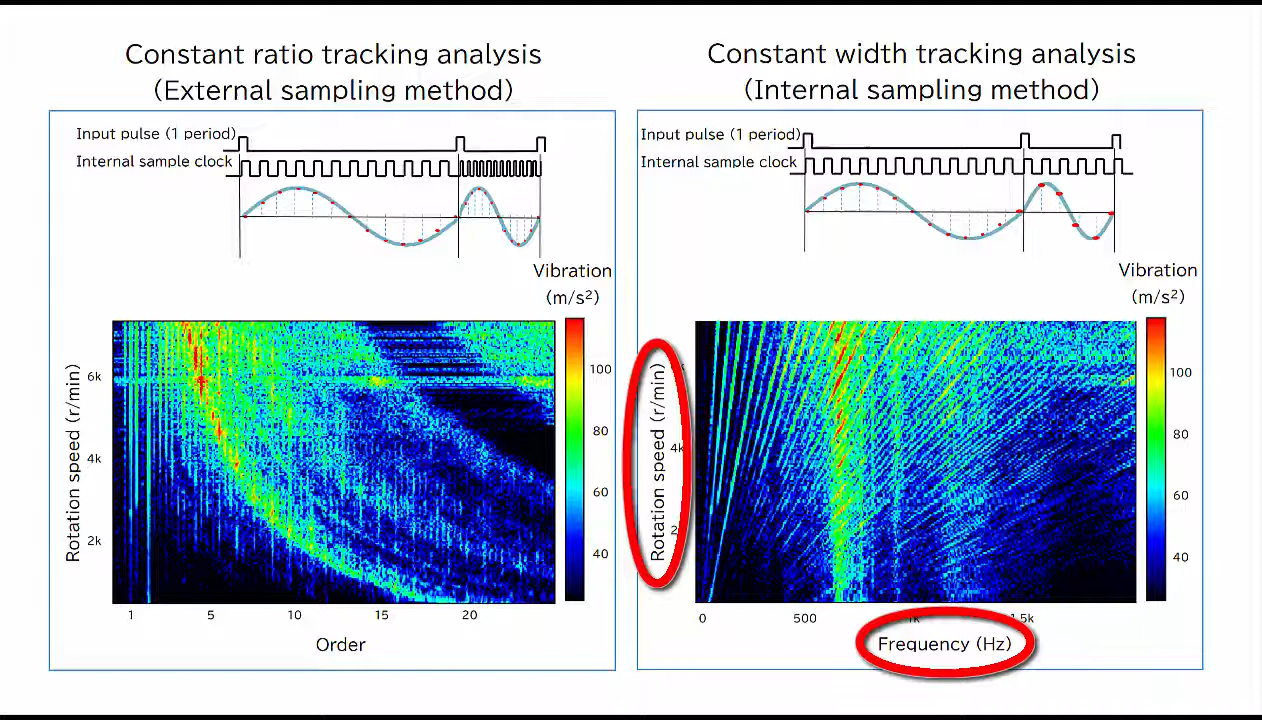 Constant ratio tracking analysis
(External sampling method)
Input pulse (1 period)
Internal sample clock
Vibration
(m/s²)
Rotation speed (r/min)
6k
4k
2k
1
5
10
15
20
Order
100
80
60
40
Constant width tracking analysis
(Internal sampling method)
Input pulse (1 period)
Internal sample clock
Vibration
(m/s²)
Rotation speed (r/min)
4k
2
0
500
1k
1.5k
Frequency (Hz)
100
80
60
40